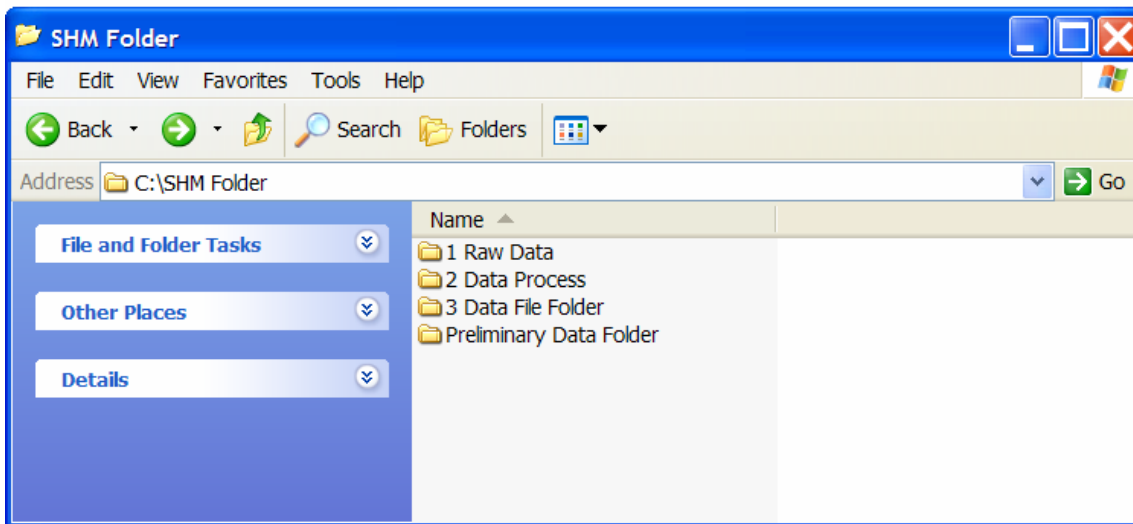 SHM Folder
File Edit View Favorites Tools Help
Back Search Folders
Address C:\SHM Folder Go
Name
File and Folder Tasks
1 Raw Data
2 Data Process
Other Places
3 Data File Folder
Preliminary Data Folder
Details